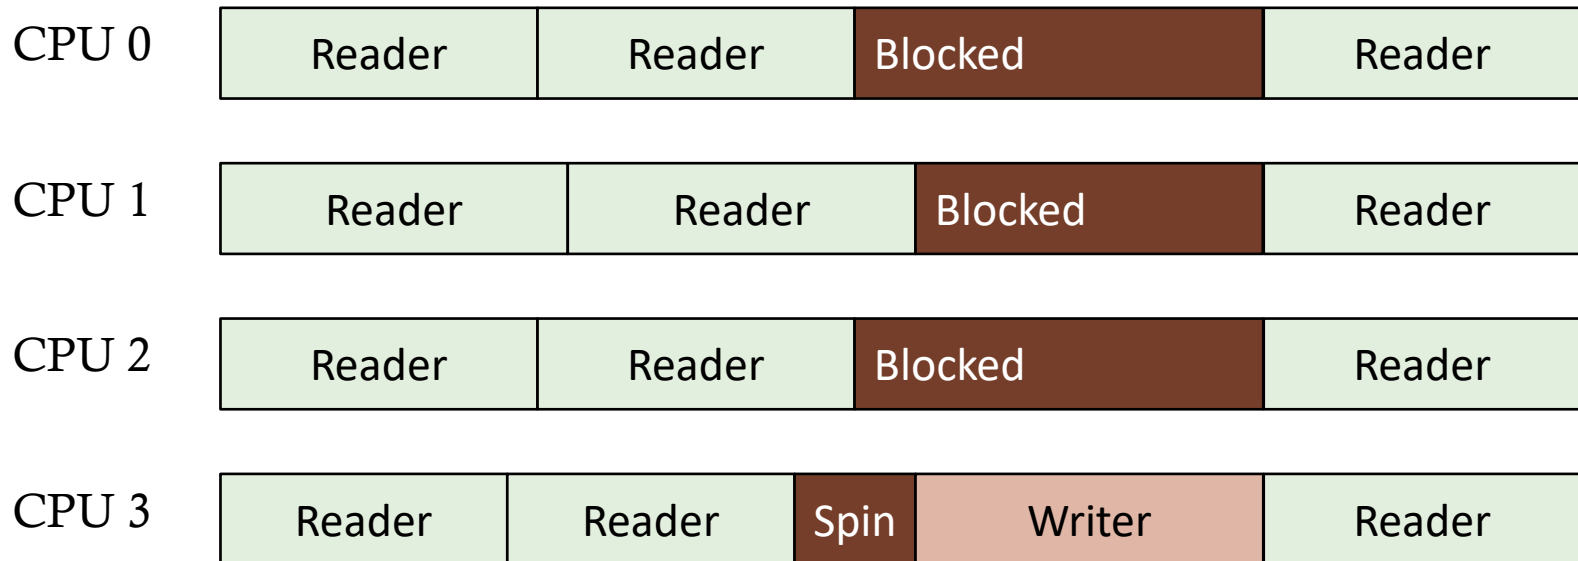 CPU 0 Reader Reader Blocked Reader
CPU 1 Reader Reader Blocked Reader
CPU 2 Reader Reader Blocked Reader
CPU 3 Reader Reader Spin Writer Reader